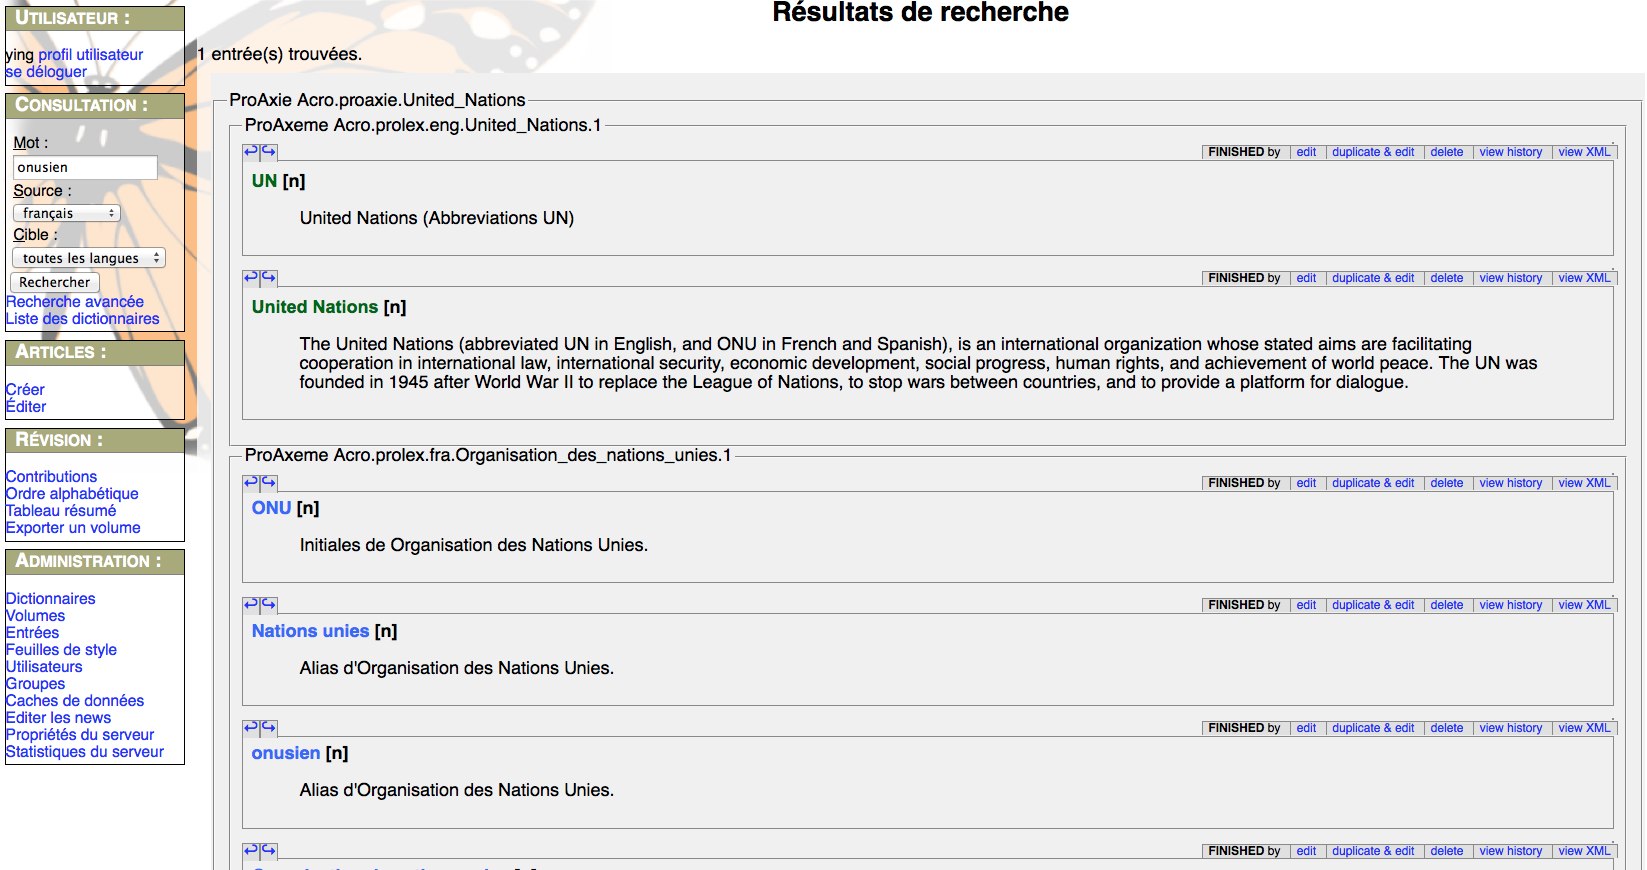 UTILISATEUR :
ying profil utilisateur
se déloguer
CONSULTATION :
Mot :
onusien
Source :
français
Cible :
toutes les langues
Rechercher
Recherche avancée
Liste des dictionnaires
ARTICLES :
Créer
Éditer
RÉVISION :
Contributions
Ordre alphabétique
Tableau résumé
Exporter un volume
ADMINISTRATION :
Dictionnaires
Volumes
Entrées
Feuilles de style
Utilisateurs
Groupes
Caches de données
Editer les news
Propriétés du serveur
Statistiques du serveur
Résultats de recherche
1 entrée(s) trouvées.
ProAxie Acro.proaxie.United_Nations
ProAxeme Acro.prolex.eng.United_Nations.1
FINISHED by edit duplicate & edit delete view history view XML
UN [n]
United Nations (Abbreviations UN)
FINISHED by edit duplicate & edit delete view history view XML
United Nations [n]
The United Nations (abbreviated UN in English, and ONU in French and Spanish), is an international organization whose stated aims are facilitating
cooperation in international law, international security, economic development, social progress, human rights, and achievement of world peace. The UN was
founded in 1945 after World War II to replace the League of Nations, to stop wars between countries, and to provide a platform for dialogue.
ProAxeme Acro.prolex.fra.Organisation_des_nations_unies.1
FINISHED by edit duplicate & edit delete view history view XML
ONU [n]
Initiales de Organisation des Nations Unies.
FINISHED by edit duplicate & edit delete view history view XML
Nations unies [n]
Alias d'Organisation des Nations Unies.
FINISHED by edit duplicate & edit delete view history view XML
onusien [n]
Alias d'Organisation des Nations Unies.
FINISHED by edit duplicate & edit delete view history view XML